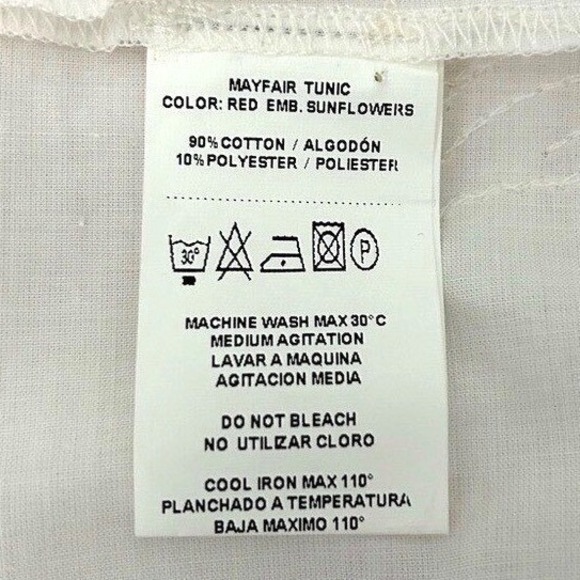 MAYFAIR TUNIC
COLOR: RED EMB. SUNFLOWERS
90% COTTON / ALGODÓN
10% POLYESTER / POLIESTER
30°
P
MACHINE WASH MAX 30°C
MEDIUM AGITATION
LAVAR A MAQUINA
AGITACION MEDIA
DO NOT BLEACH
NO UTILIZAR CLORO
COOL IRON MAX 110°
PLANCHADO A TEMPERATURA
BAJA MAXIMO 110°